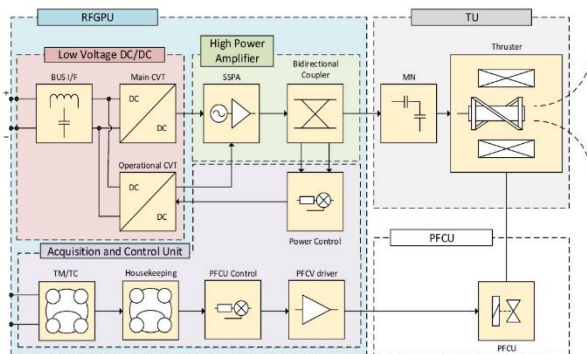 RFGPU
TU
Low Voltage DC/DC
High Power
Amplifier
Thruster
BUS I/F
Main CVT
SSPA
Bidirectional
Coupler
MN
+
DC
DC
−
Operational CVT
DC
DC
Power Control
PFCU
Acquisition and Control Unit
TM/TC
Housekeeping
PFCU Control
PFCV driver
PFCU